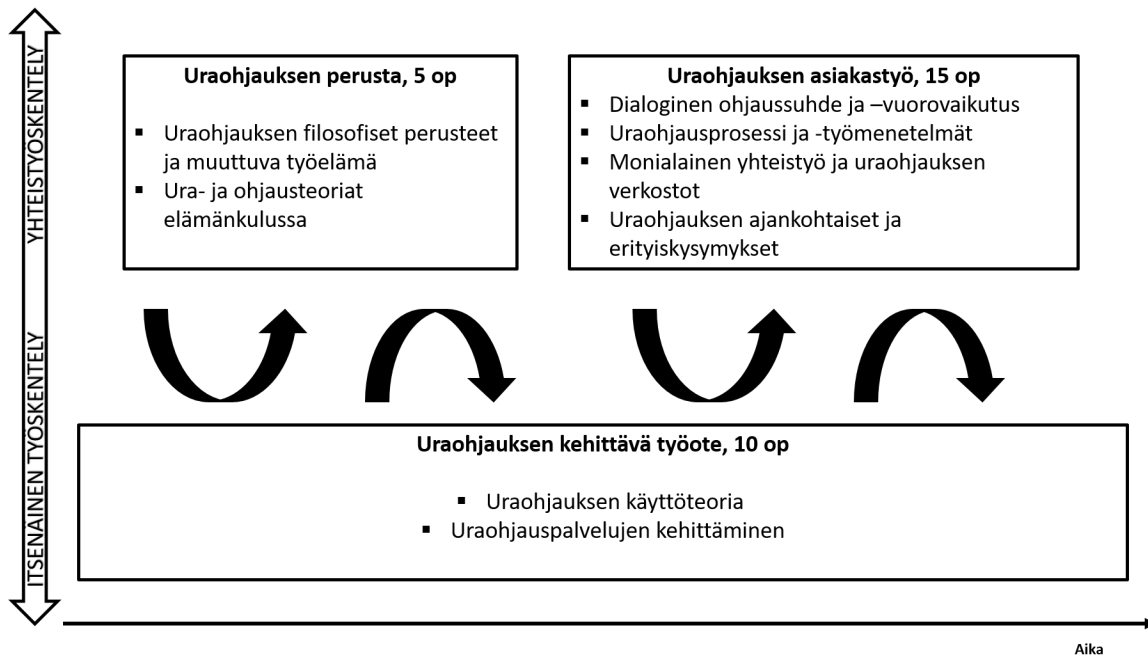 YHTEISTYÖSKENTELY
ITSENÄINEN TYÖSKENTELY
Uraohjauksen perusta, 5 op
▪ Uraohjauksen filosofiset perusteet
ja muuttuva työelämä
▪ Ura- ja ohjausteoriat
elämänkulussa
Uraohjauksen asiakastyö, 15 op
▪ Dialoginen ohjaussuhde ja –vuorovaikutus
▪ Uraohjausprosessi ja -työmenetelmät
▪ Monialainen yhteistyö ja uraohjauksen
verkostot
▪ Uraohjauksen ajankohtaiset ja
erityiskysymykset
Uraohjauksen kehittävä työote, 10 op
▪ Uraohjauksen käyttöteoria
▪ Uraohjauspalvelujen kehittäminen
Aika